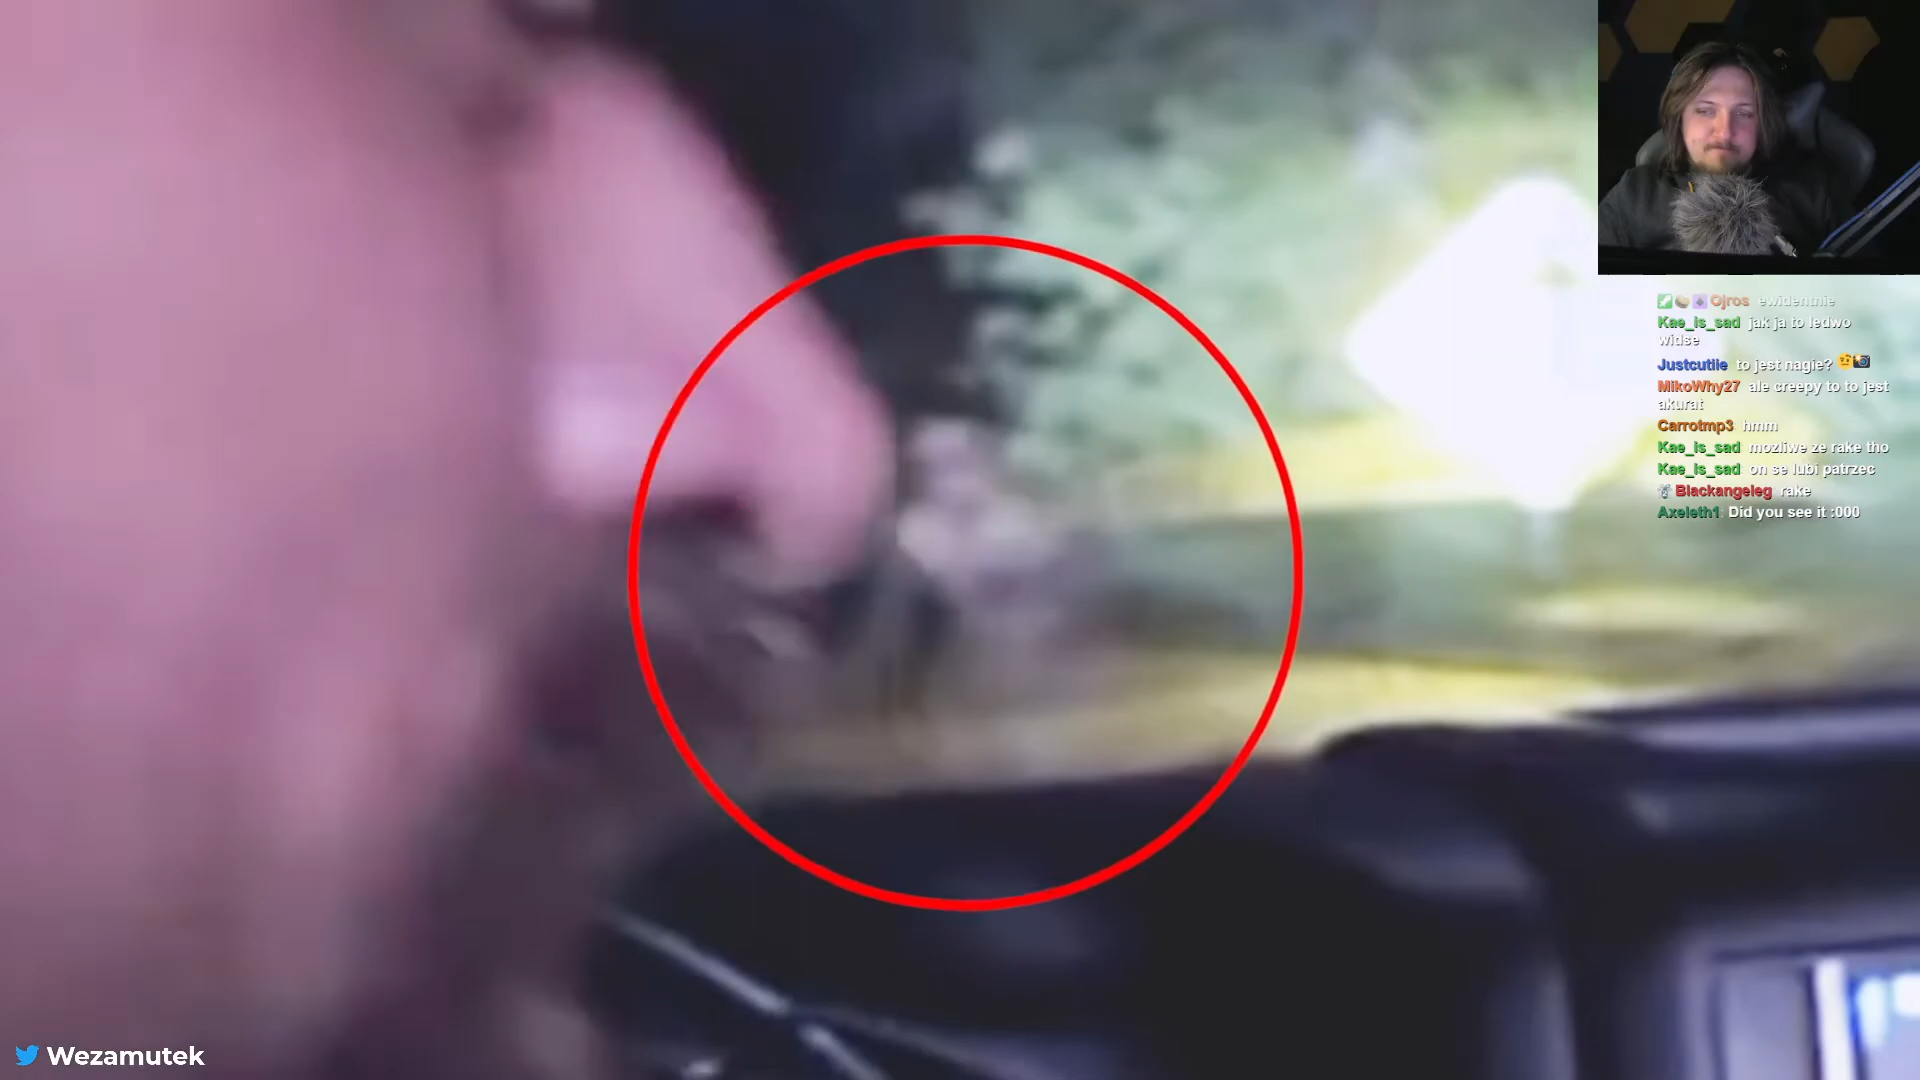 Ojros ewidentnie
Kae_is_sad jak ja to ledwo
widse
Justcutiie to jest nagie?
MikoWhy27 ale creepy to to jest
akurat
Carrotmp3 hmm
Kae_is_sad mozliwe ze rake tho
Kae_is_sad on se lubi patrzec
Blackangeleg rake
Axeleth1 Did you see it :000
Wezamutek